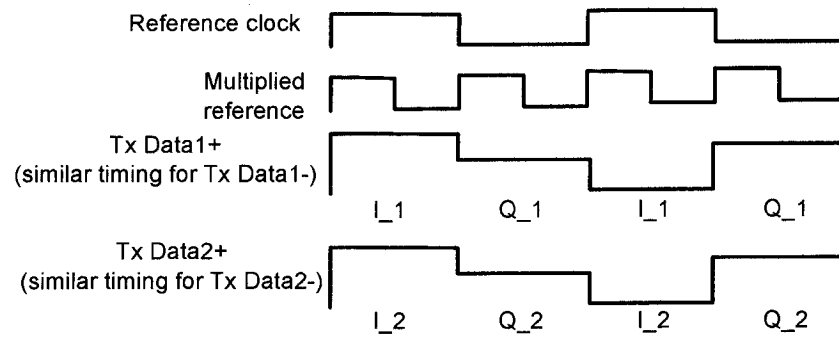 Reference clock
Multiplied
reference
Tx Data1+
(similar timing for Tx Data1-)
I_1 Q_1 I_1 Q_1
Tx Data2+
(similar timing for Tx Data2-)
I_2 Q_2 I_2 Q_2